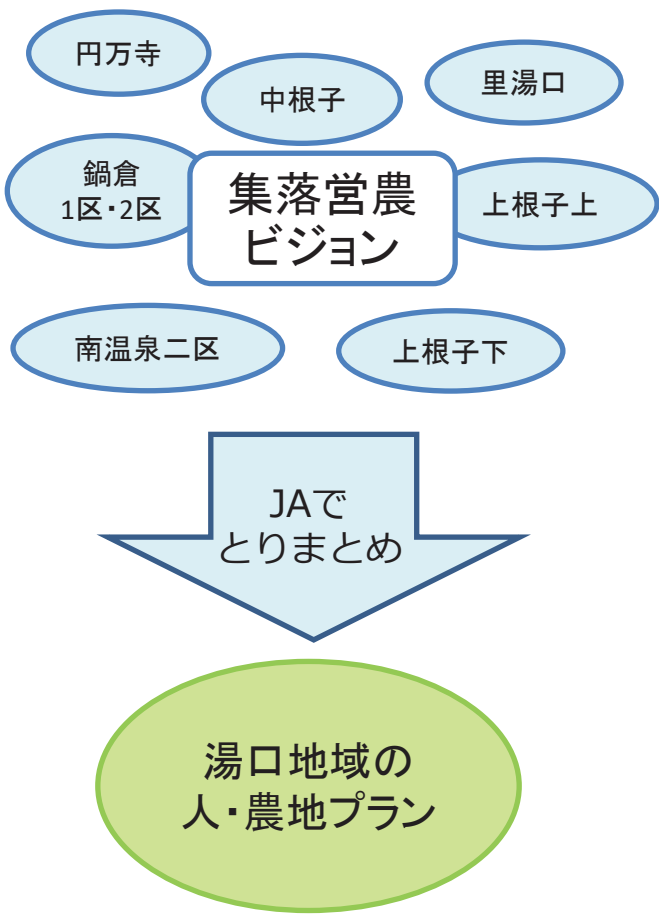 円万寺
中根子
里湯口
鍋倉
1区・2区
集落営農
ビジョン
上根子上
南温泉二区
上根子下
JAで
とりまとめ
湯口地域の
人・農地プラン